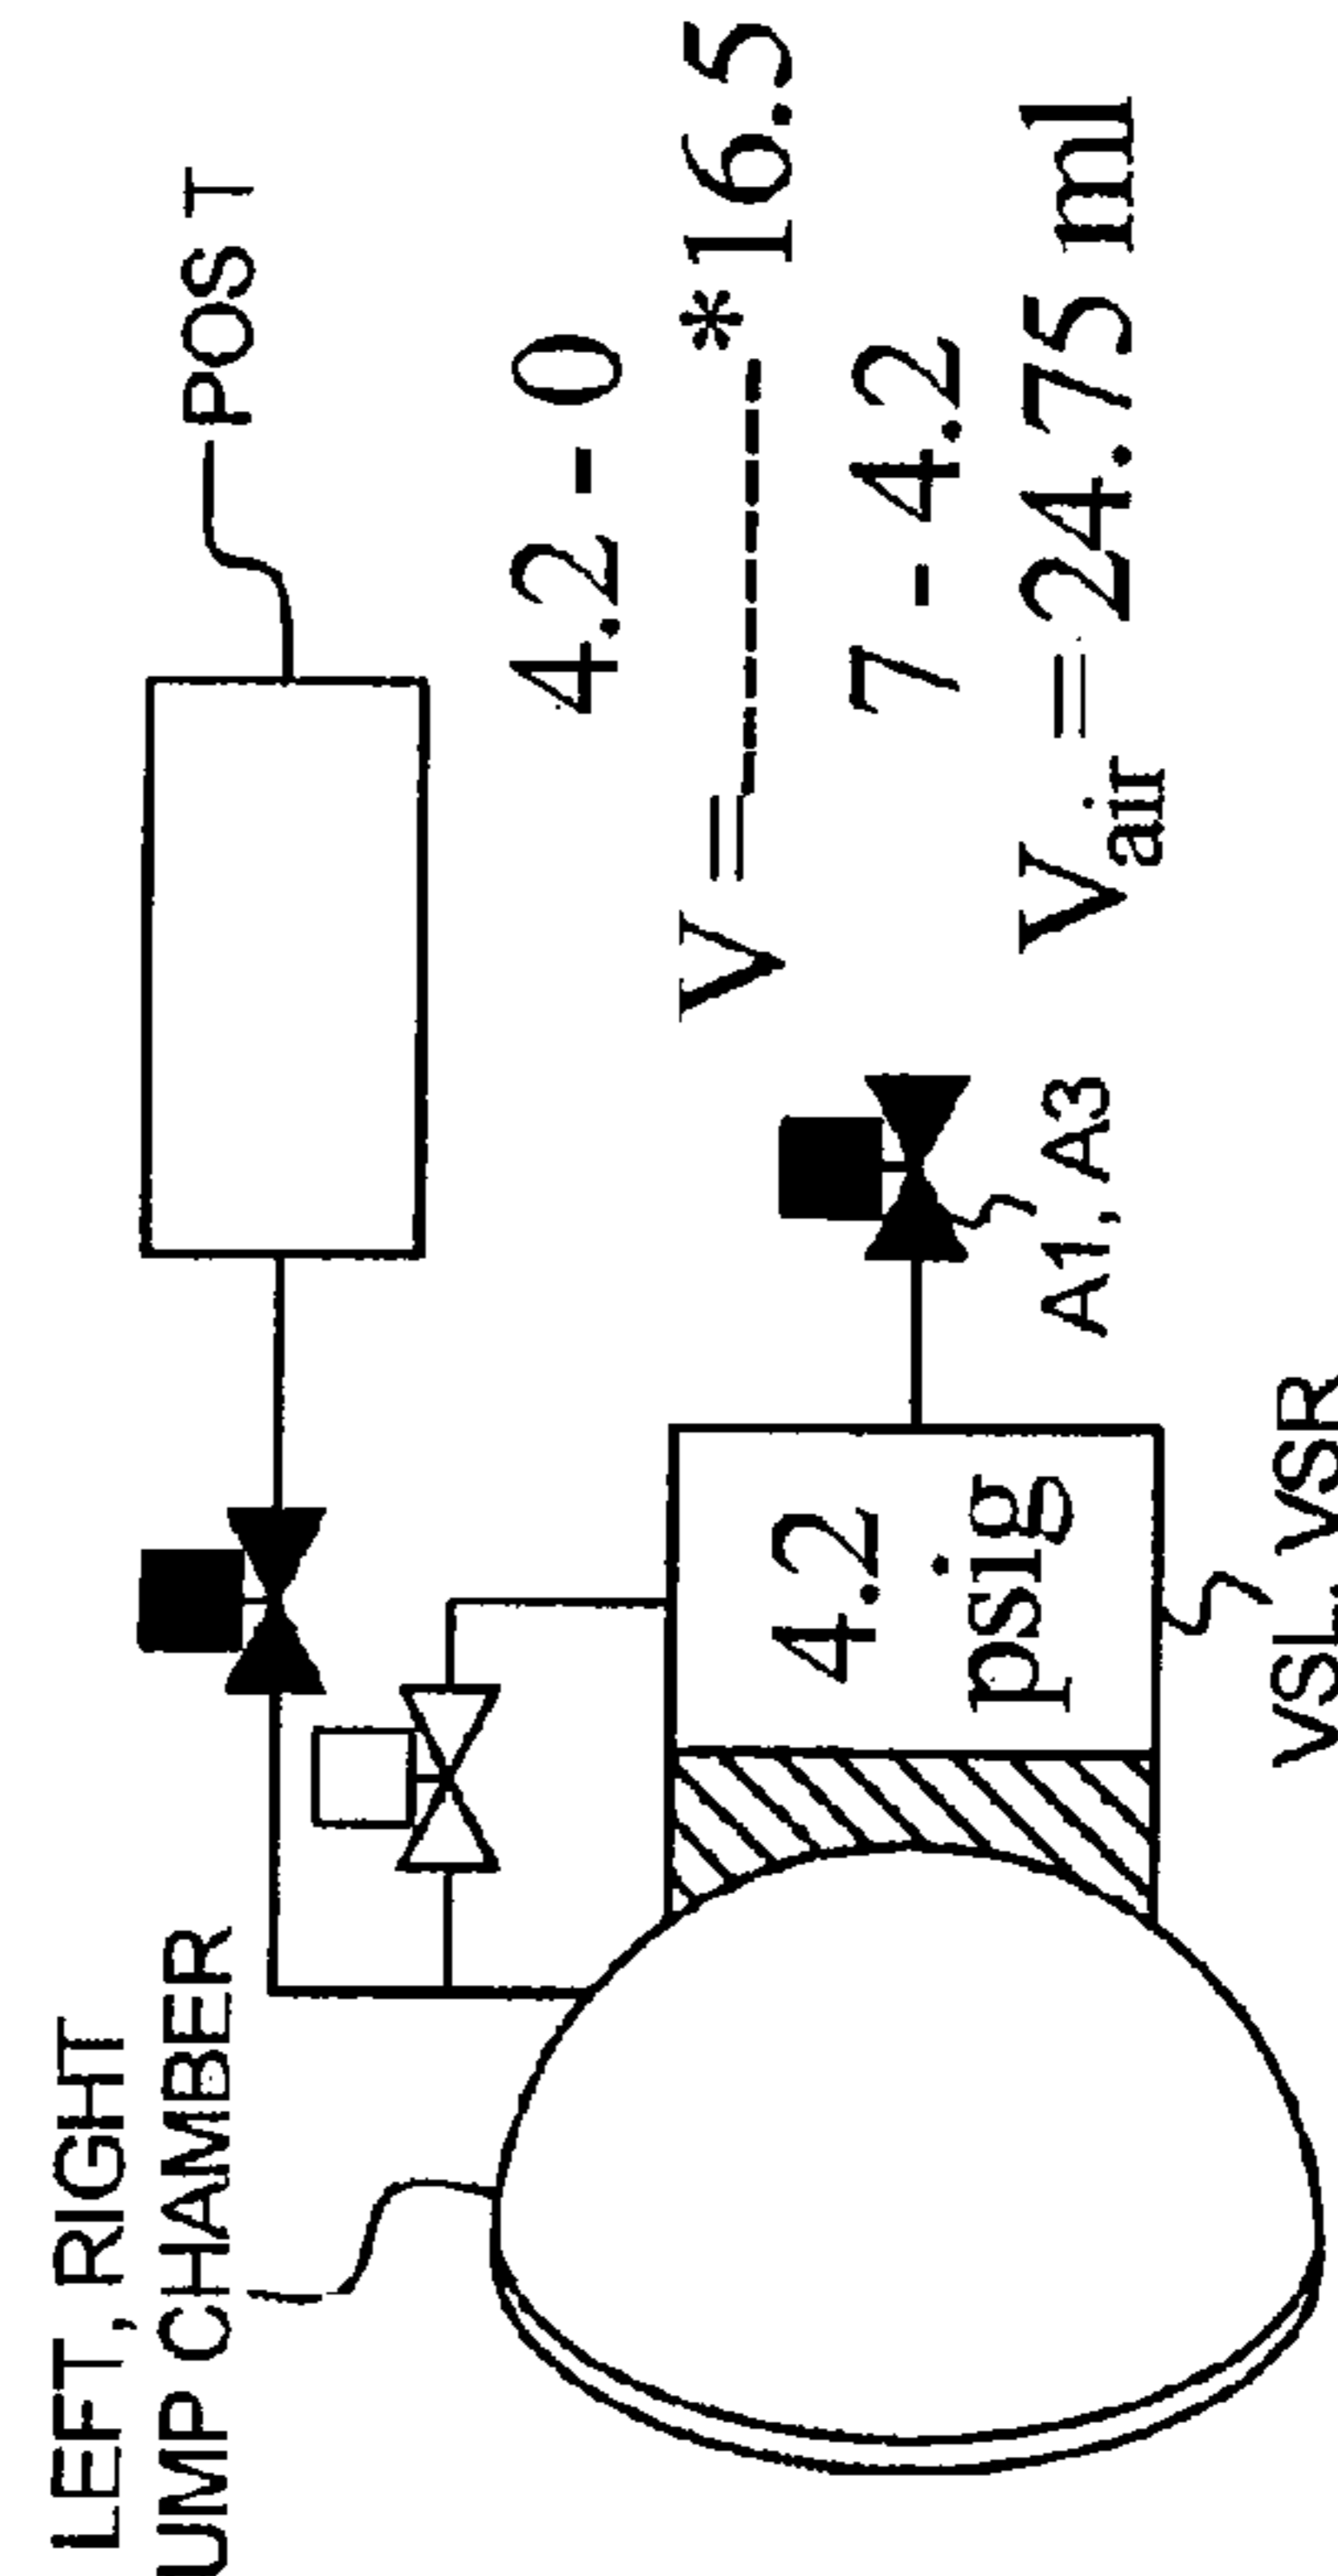 LEFT, RIGHT
UMP CHAMBER
POS T
4.2 - 0
V = --------- * 16.5
7 - 4.2
Vair = 24.75 ml
4.2
psig
A1, A3
VSL, VSR